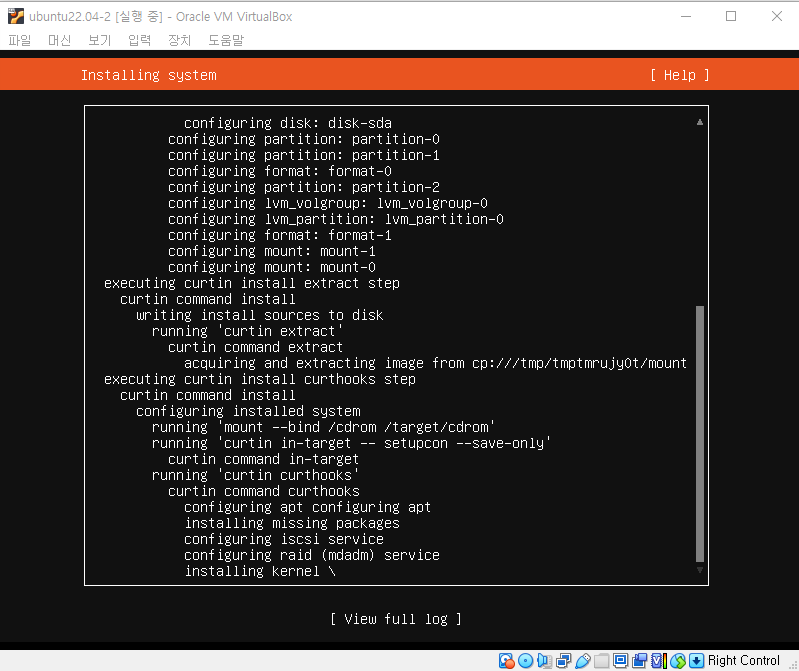 ubuntu22.04-2 [실행 중] - Oracle VM VirtualBox
파일 머신 보기 입력 장치 도움말
Installing system [ Help ]
configuring disk: disk-sda
configuring partition: partition-0
configuring partition: partition-1
configuring format: format-0
configuring partition: partition-2
configuring lvm_volgroup: lvm_volgroup-0
configuring lvm_partition: lvm_partition-0
configuring format: format-1
configuring mount: mount-1
configuring mount: mount-0
executing curtin install extract step
curtin command install
writing install sources to disk
running 'curtin extract'
curtin command extract
acquiring and extracting image from cp:///tmp/tmptmrujy0t/mount
executing curtin install curthooks step
curtin command install
configuring installed system
running 'mount --bind /cdrom /target/cdrom'
running 'curtin in-target -- setupcon --save-only'
curtin command in-target
running 'curtin curthooks'
curtin command curthooks
configuring apt configuring apt
installing missing packages
configuring iscsi service
configuring raid (mdadm) service
installing kernel \
[ View full log ]
Right Control